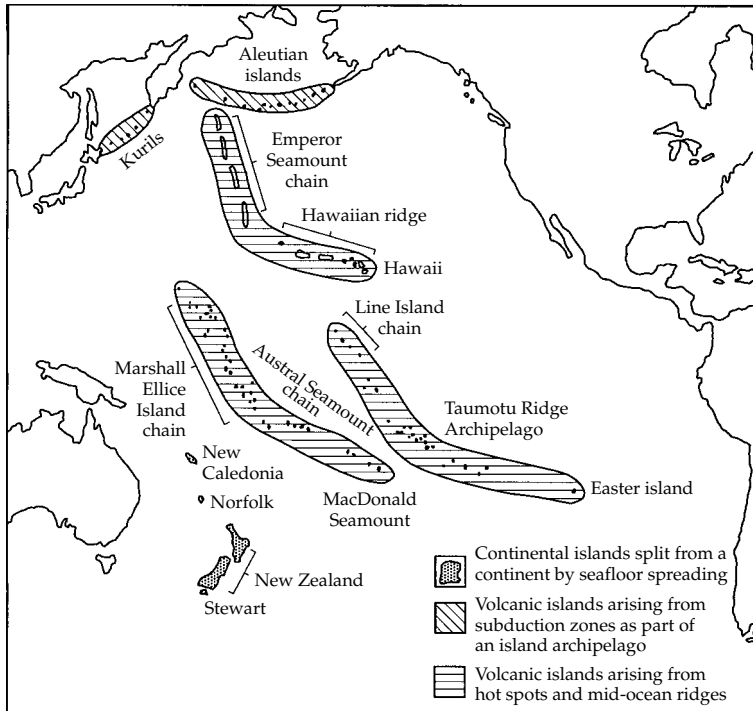 Aleutian
islands
Kurils
Emperor
Seamount
chain
Hawaiian ridge
Hawaii
Line Island
chain
Marshall
Ellice
Island
chain
Austral Seamount
chain
Taumotu Ridge
Archipelago
New
Caledonia
Norfolk
MacDonald
Seamount
Easter island
New Zealand
Stewart
Continental islands split from a
continent by seafloor spreading
Volcanic islands arising from
subduction zones as part of
an island archipelago
Volcanic islands arising from
hot spots and mid-ocean ridges